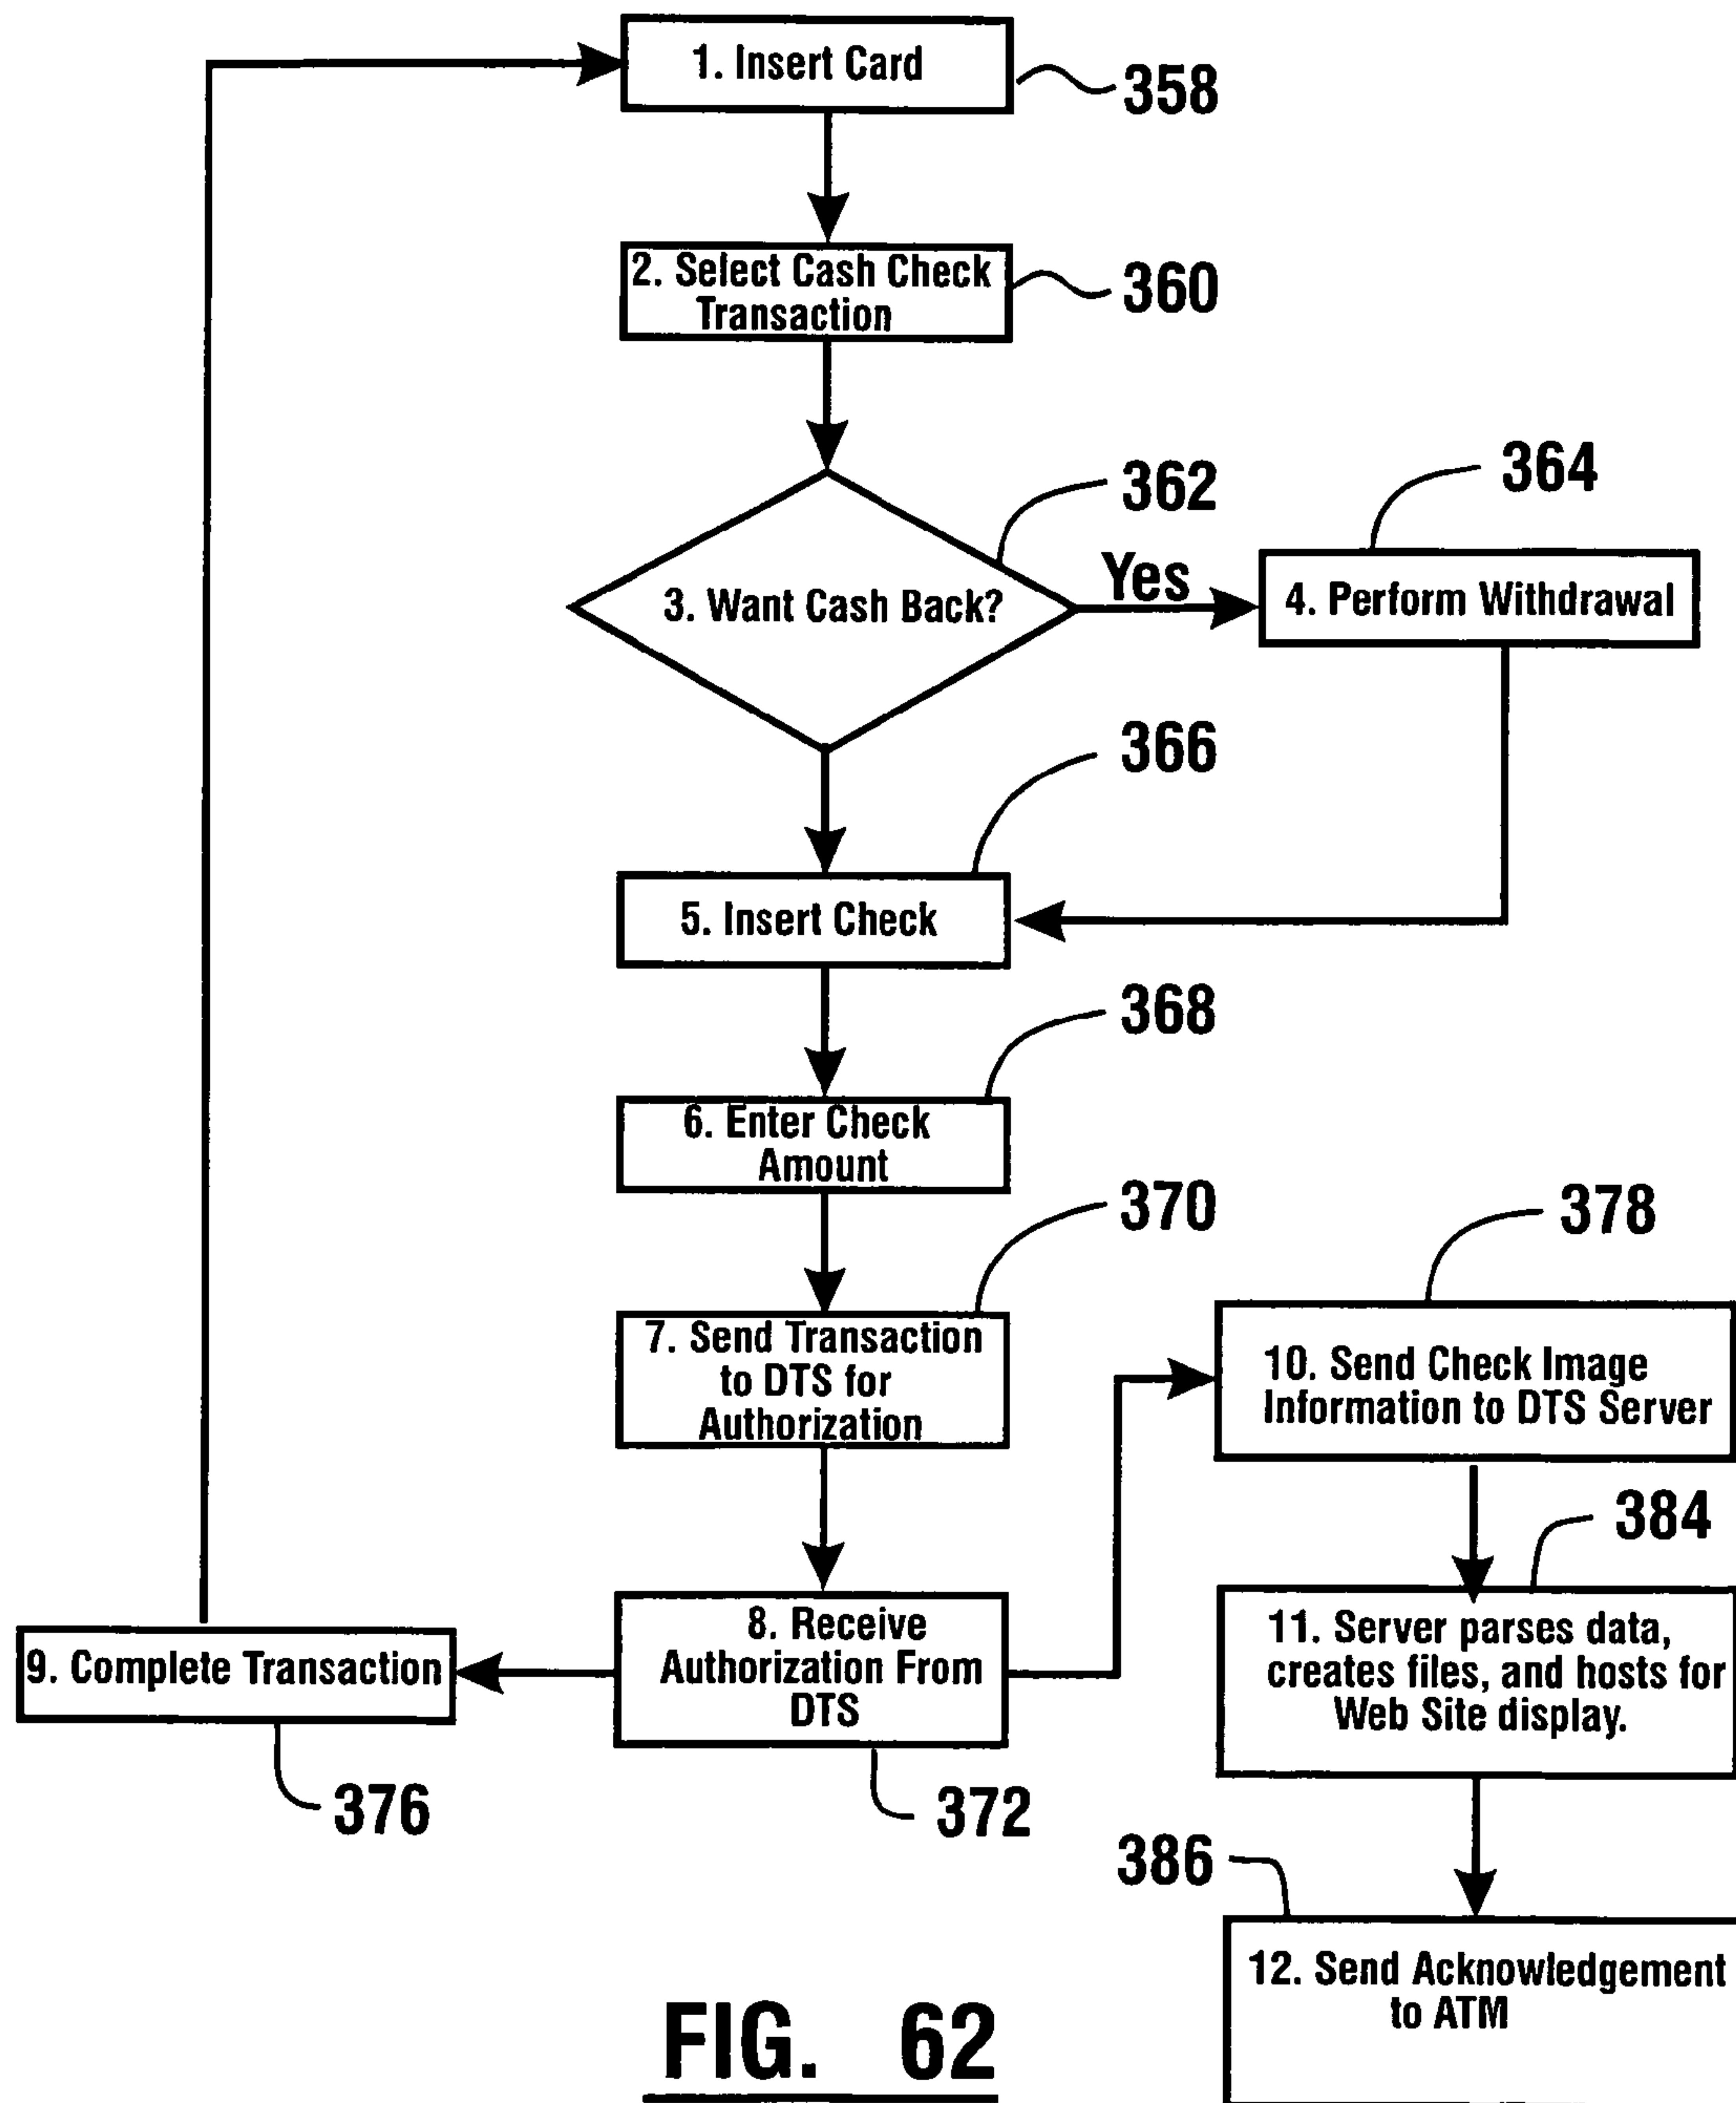 1. Insert Card
358
2. Select Cash Check
Transaction
360
362
364
3. Want Cash Back?
Yes
4. Perform Withdrawal
366
5. Insert Check
368
6. Enter Check
Amount
370
378
7. Send Transaction
to DTS for
Authorization
10. Send Check Image
Information to DTS Server
384
8. Receive
Authorization From
DTS
9. Complete Transaction
11. Server parses data,
creates files, and hosts for
Web Site display.
376
372
386
12. Send Acknowledgement
to ATM
FIG. 62